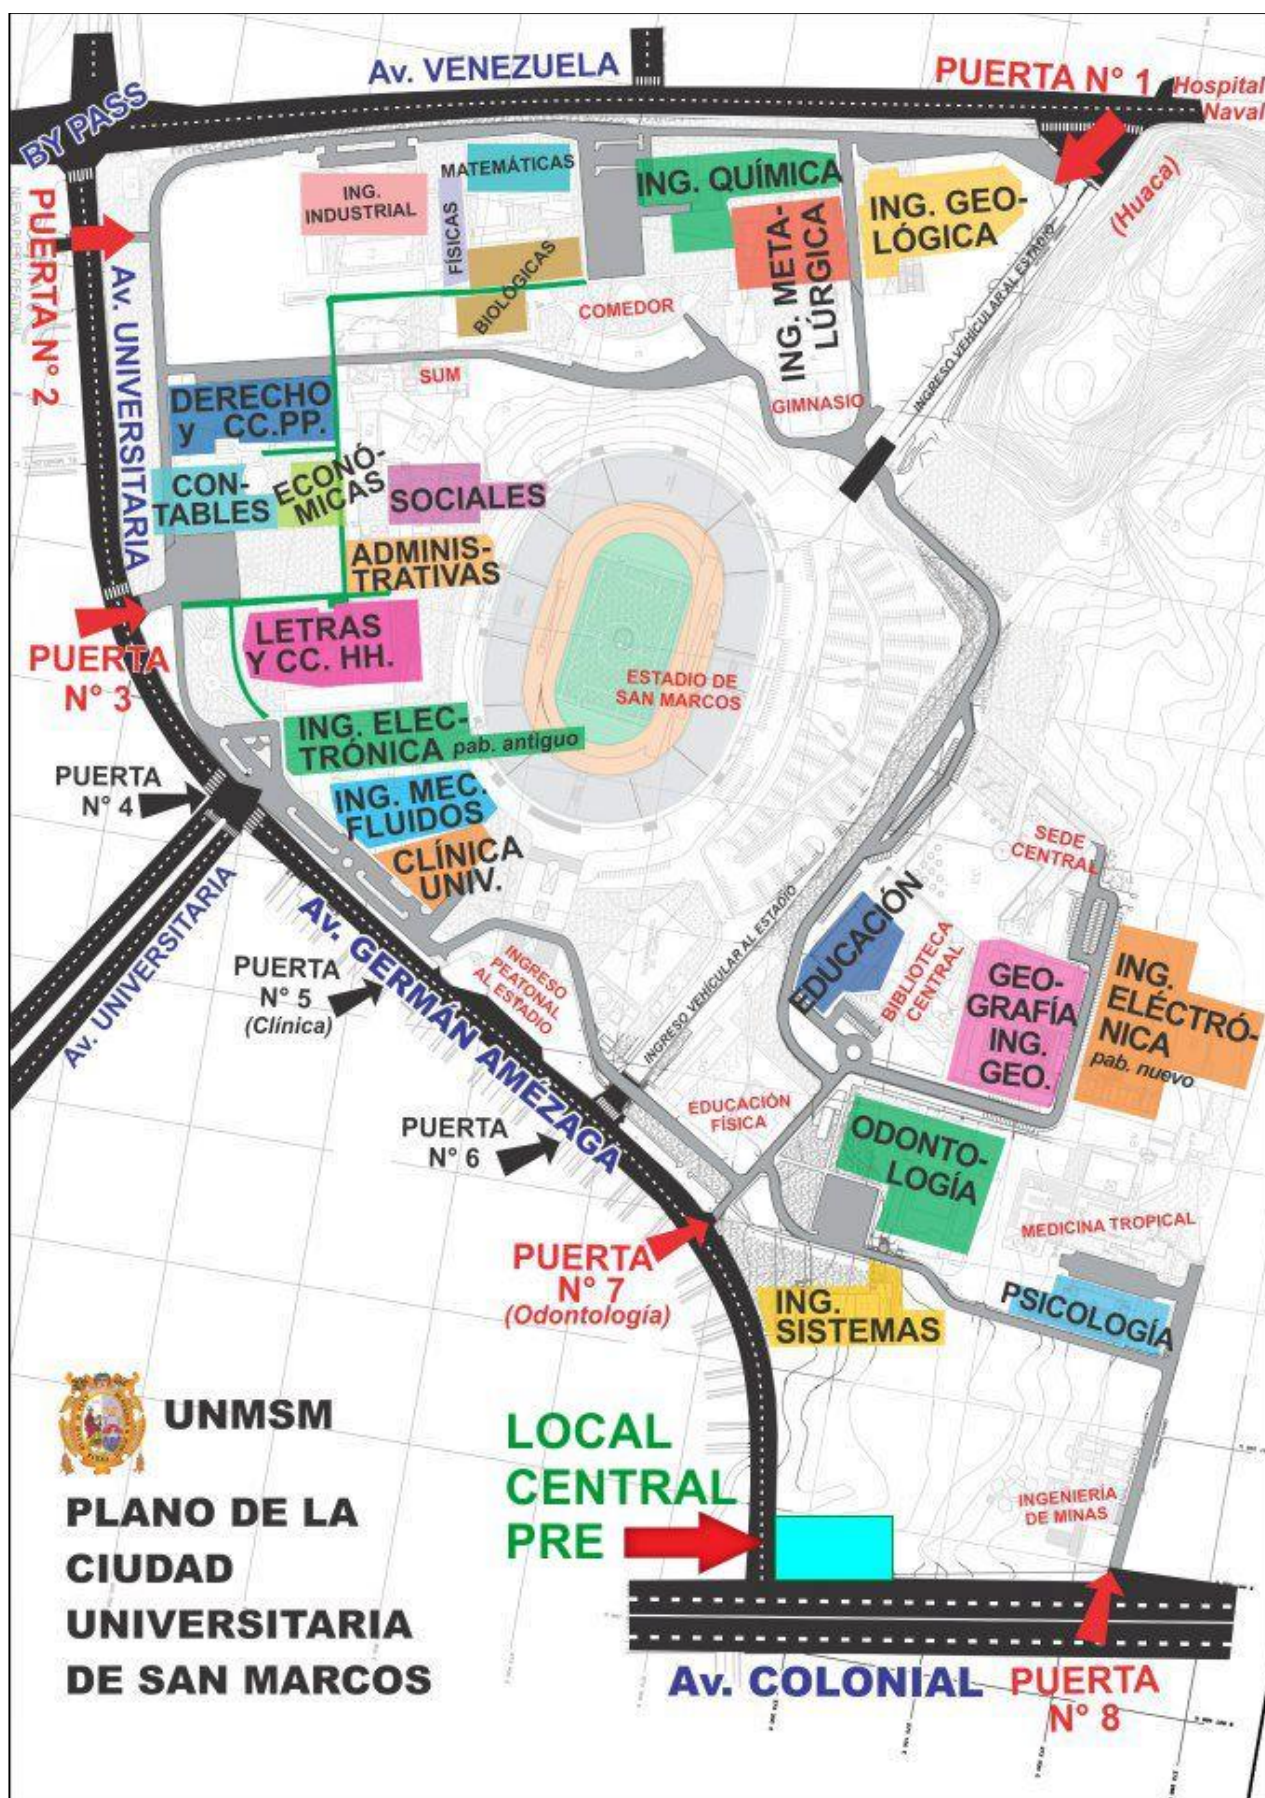 Av. VENEZUELA
PUERTA N° 1
Hospital
Naval
BY PASS
(Huaca)
PUERTA N° 2
Av. UNIVERSITARIA
ING.
INDUSTRIAL
MATEMÁTICAS
FÍSICAS
BIOLÓGICAS
ING. QUÍMICA
ING. META-
LÚRGICA
ING. GEO-
LÓGICA
COMEDOR
INGRESO VEHÍCULAR AL ESTADIO
SUM
GIMNASIO
DERECHO
y CC.PP.
CON-
TABLES
ECONÓ-
MICAS
SOCIALES
ADMINIS-
TRATIVAS
PUERTA
N° 3
LETRAS
Y CC. HH.
ESTADIO DE
SAN MARCOS
ING. ELEC-
TRÓNICA pab. antiguo
PUERTA
N° 4
ING. MEC.
FLUIDOS
CLÍNICA
UNIV.
SEDE
CENTRAL
Av. UNIVERSITARIA
Av. GERMÁN AMÉZAGA
PUERTA
N° 5
(Clínica)
INGRESO
PEATONAL
AL ESTADIO
INGRESO VEHÍCULAR AL ESTADIO
EDUCACIÓN
BIBLIOTECA
CENTRAL
GEO-
GRAFÍA
ING.
GEO.
ING.
ELÉCTRÓ-
NICA
pab. nuevo
PUERTA
N° 6
EDUCACIÓN
FÍSICA
ODONTO-
LOGÍA
MEDICINA TROPICAL
PUERTA
N° 7
(Odontología)
PSICOLOGÍA
ING.
SISTEMAS
UNMSM
PLANO DE LA
CIUDAD
UNIVERSITARIA
DE SAN MARCOS
LOCAL
CENTRAL
PRE
INGENIERÍA
DE MINAS
Av. COLONIAL
PUERTA
N° 8